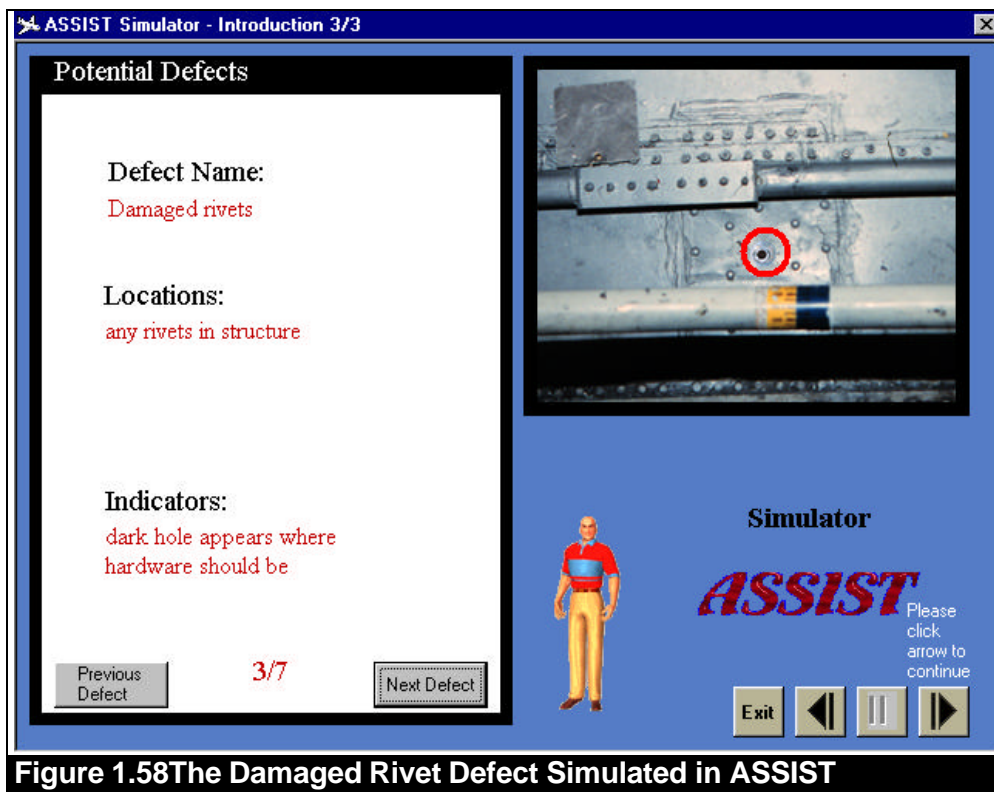 ASSIST Simulator - Introduction 3/3
Potential Defects
Defect Name:
Damaged rivets
Locations:
any rivets in structure
Indicators:
dark hole appears where
hardware should be
Previous
Defect
3/7
Next Defect
Simulator
ASSIST
Please
click
arrow to
continue
Exit
Figure 1.58The Damaged Rivet Defect Simulated in ASSIST